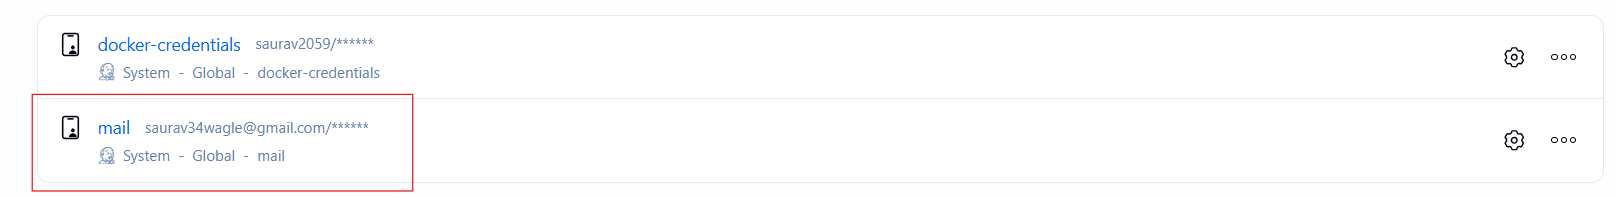 docker-credentials saurav2059/******
System - Global - docker-credentials
mail saurav34wagle@gmail.com/******
System - Global - mail